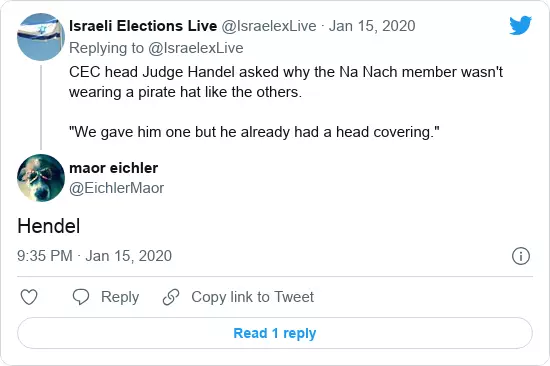 Israeli Elections Live @IsraelexLive · Jan 15, 2020
Replying to @IsraelexLive
CEC head Judge Handel asked why the Na Nach member wasn't
wearing a pirate hat like the others.
"We gave him one but he already had a head covering."
maor eichler
@EichlerMaor
Hendel
9:35 PM · Jan 15, 2020
Reply
Copy link to Tweet
Read 1 reply